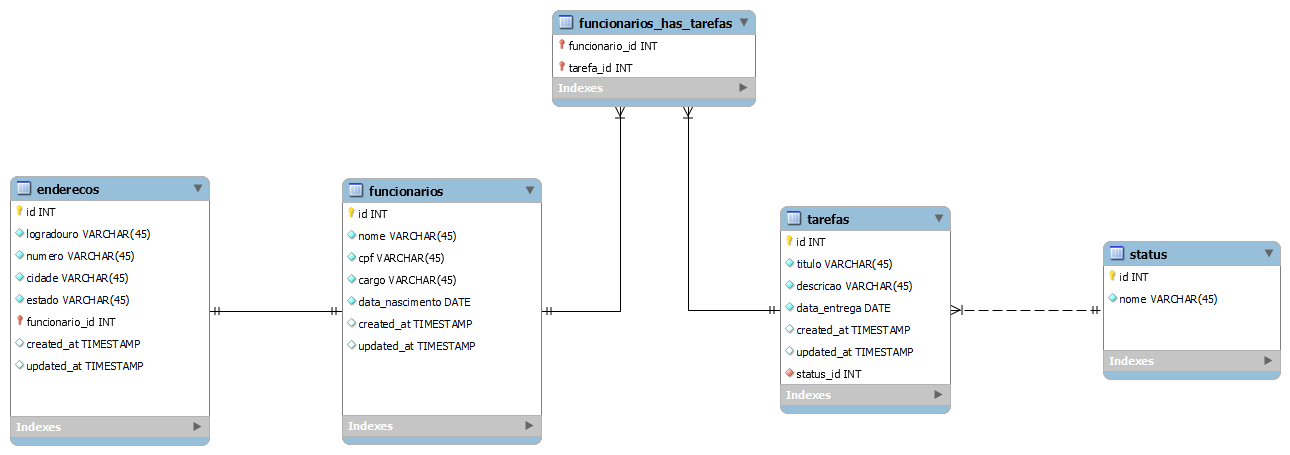 funcionarios_has_tarefas
funcionario_id INT
tarefa_id INT
Indexes
enderecos
id INT
logradouro VARCHAR(45)
numero VARCHAR(45)
cidade VARCHAR(45)
estado VARCHAR(45)
funcionario_id INT
created_at TIMESTAMP
updated_at TIMESTAMP
Indexes
funcionarios
id INT
nome VARCHAR(45)
cpf VARCHAR(45)
cargo VARCHAR(45)
data_nascimento DATE
created_at TIMESTAMP
updated_at TIMESTAMP
Indexes
tarefas
id INT
titulo VARCHAR(45)
descricao VARCHAR(45)
data_entrega DATE
created_at TIMESTAMP
updated_at TIMESTAMP
status_id INT
Indexes
status
id INT
nome VARCHAR(45)
Indexes